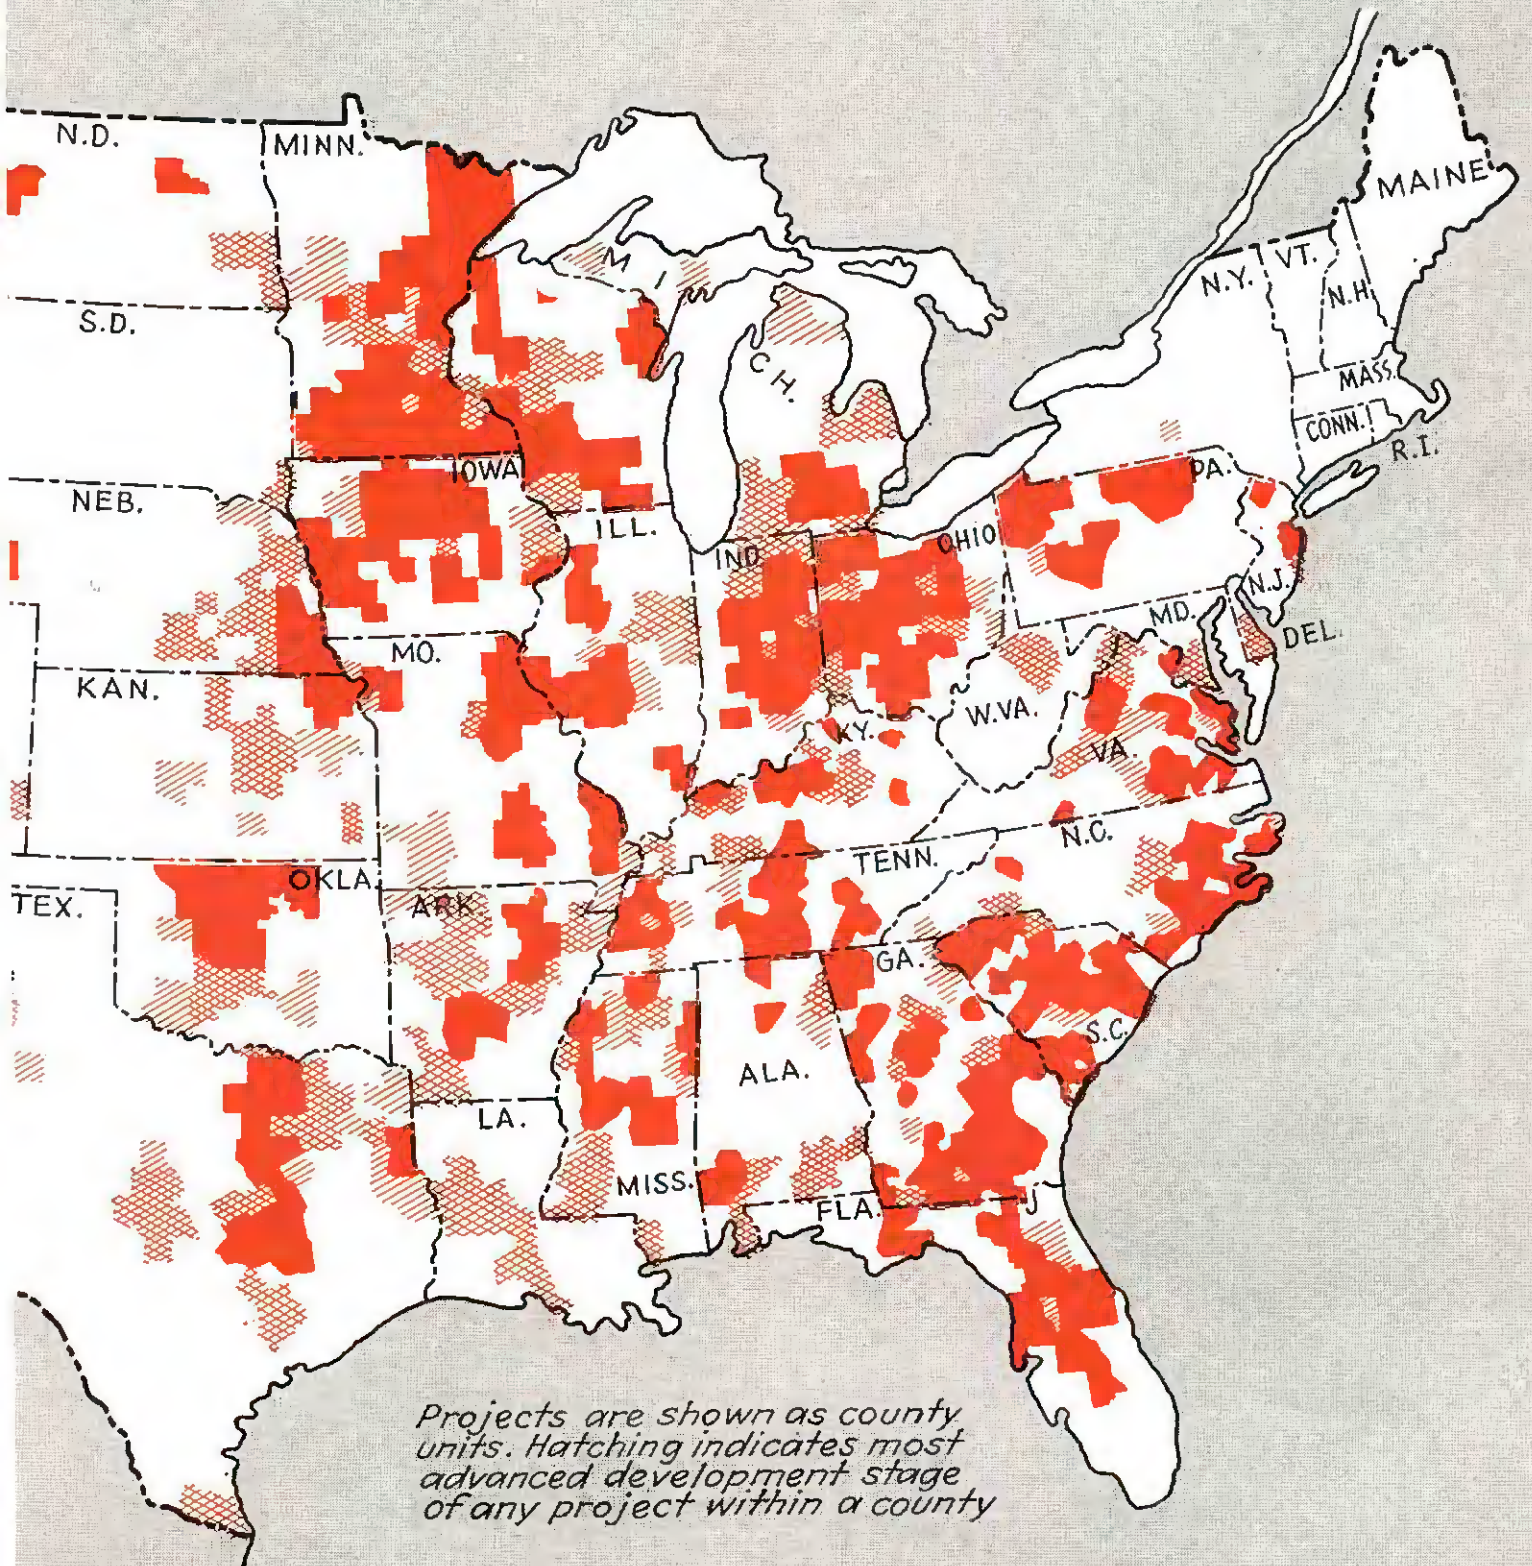 N.D.
MINN.
MAINE
S.D.
MICH.
N.Y.
VT.
N.H.
MASS.
CONN.
R.I.
NEB.
IOWA
ILL.
IND
OHIO
PA.
N.J.
MD.
DEL.
KAN.
MO.
KY.
W.VA.
VA.
OKLA.
TEX.
ARK.
TENN.
N.C.
GA.
S.C.
ALA.
LA.
MISS.
FLA.
Projects are shown as county
units. Hatching indicates most
advanced development stage
of any project within a county